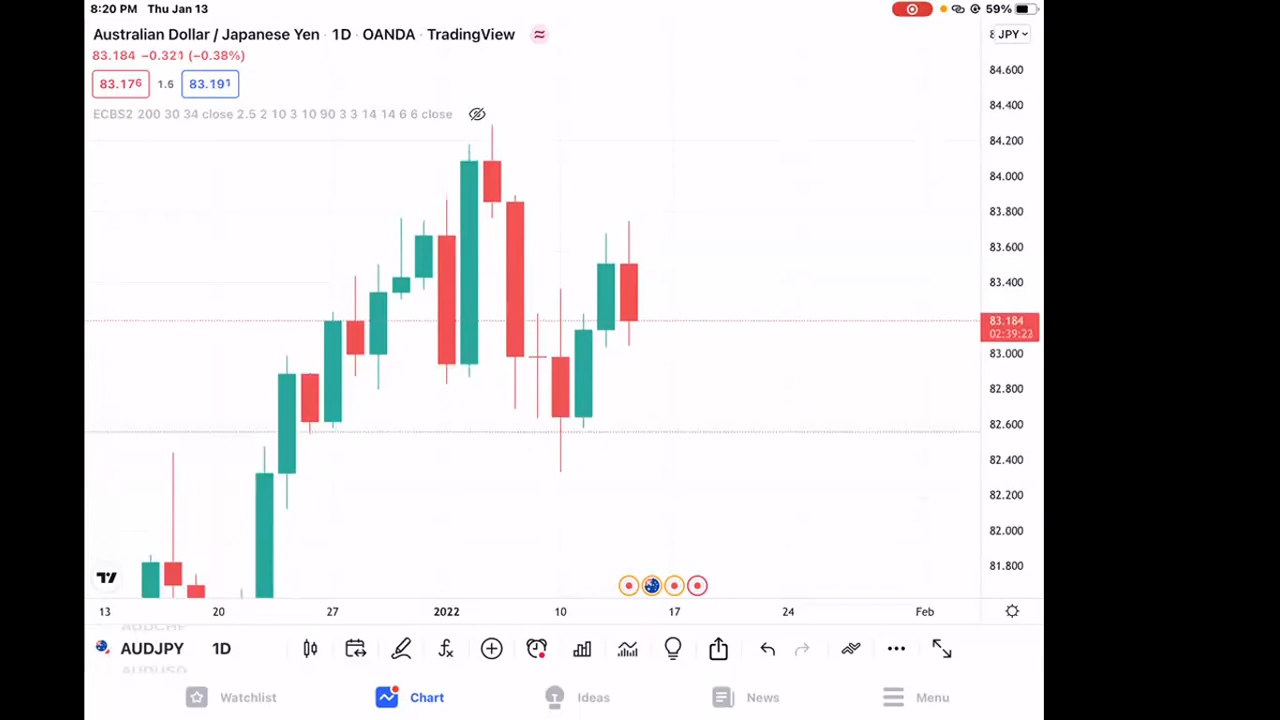 8:20 PM Thu Jan 13 59%
Australian Dollar / Japanese Yen · 1D · OANDA · TradingView
JPY
83.184 −0.321 (−0.38%)
83.176 1.6 83.191
ECBS2 200 30 34 close 2.5 2 10 3 10 90 3 3 14 14 6 6 close
84.600
84.400
84.200
84.000
83.800
83.600
83.400
83.184
02:39:23
83.000
82.800
82.600
82.400
82.200
82.000
81.800
13 20 27 2022 10 17 24 Feb
AUDCHF
AUDJPY 1D
AUDUSD
Watchlist Chart Ideas News Menu